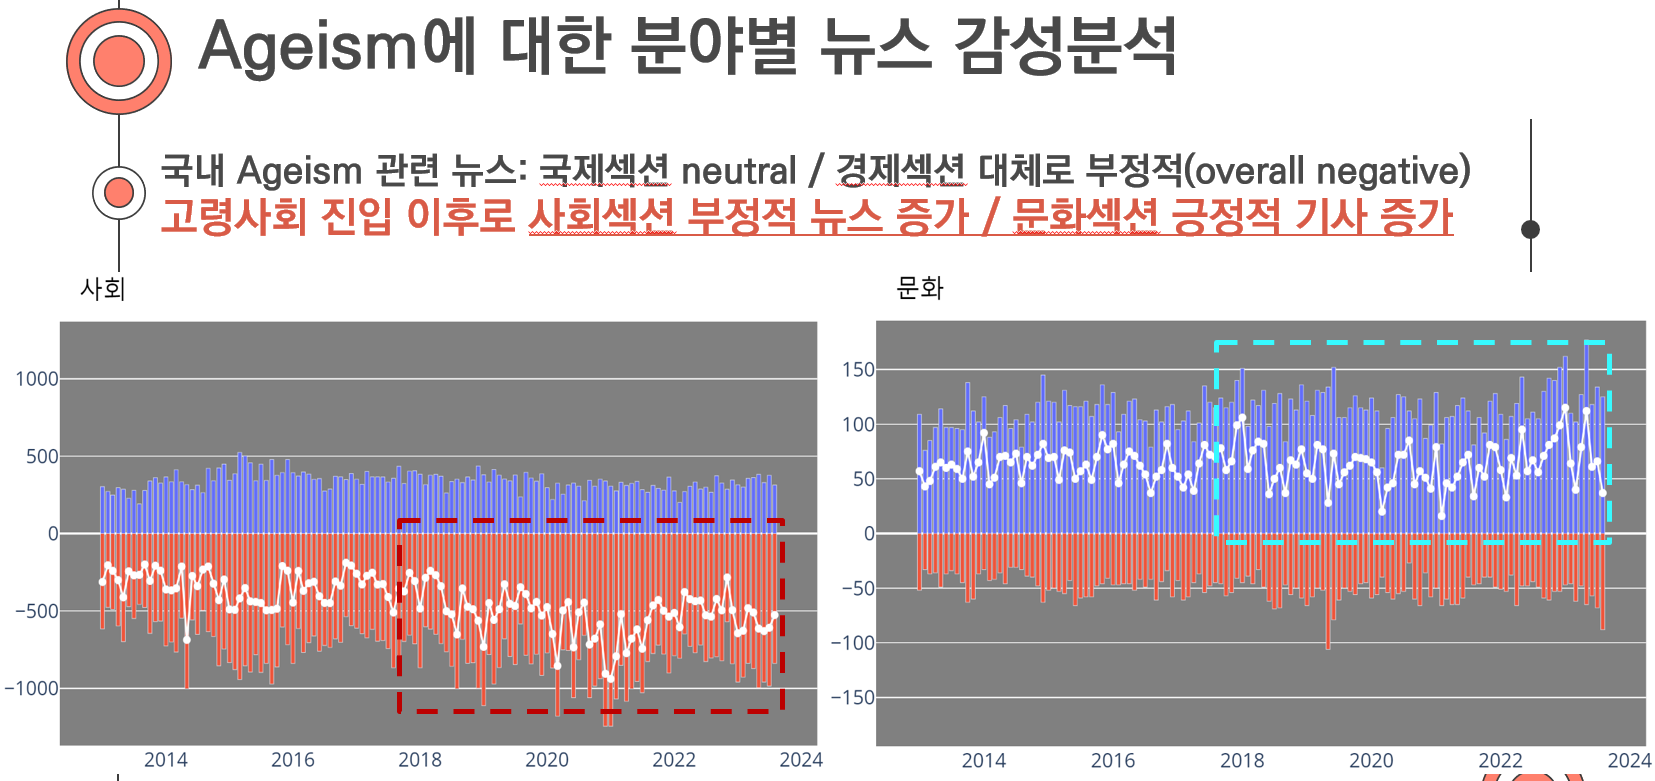 Ageism에 대한 분야별 뉴스 감성분석
국내 Ageism 관련 뉴스: 국제섹션 neutral / 경제섹션 대체로 부정적(overall negative)
고령사회 진입 이후로 사회섹션 부정적 뉴스 증가 / 문화섹션 긍정적 기사 증가
사회
1000
500
0
−500
−1000
2014 2016 2018 2020 2022 2024
문화
150
100
50
0
−50
−100
−150
2014 2016 2018 2020 2022 2024